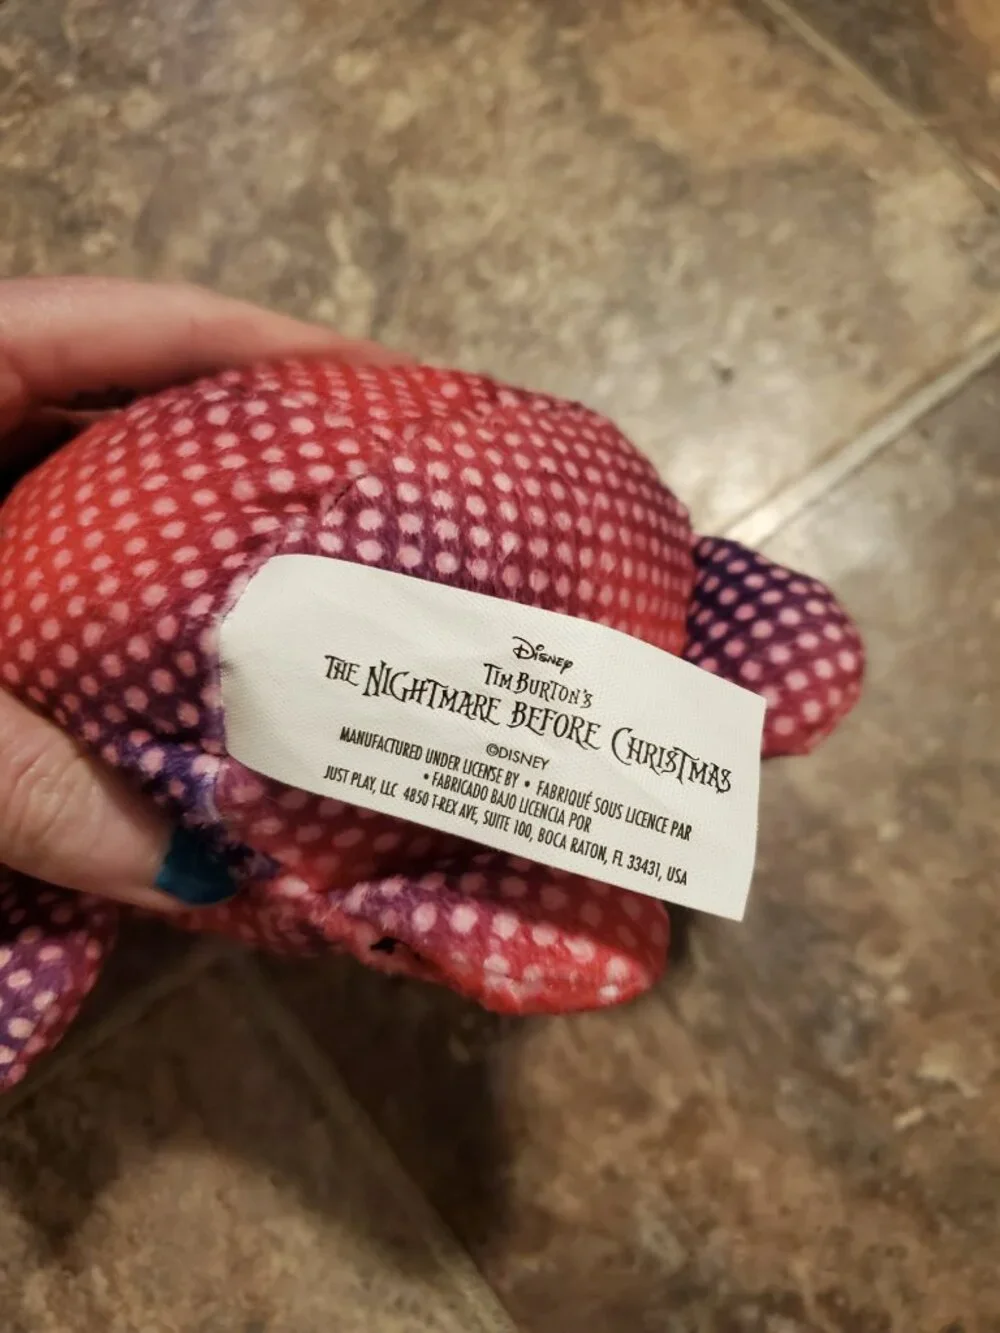 Disney
Tim Burton's
The Nightmare Before Christmas
©DISNEY
MANUFACTURED UNDER LICENSE BY • FABRIQUÉ SOUS LICENCE PAR
• FABRICADO BAJO LICENCIA POR
JUST PLAY, LLC 4850 T-REX AVE, SUITE 100, BOCA RATON, FL 33431, USA